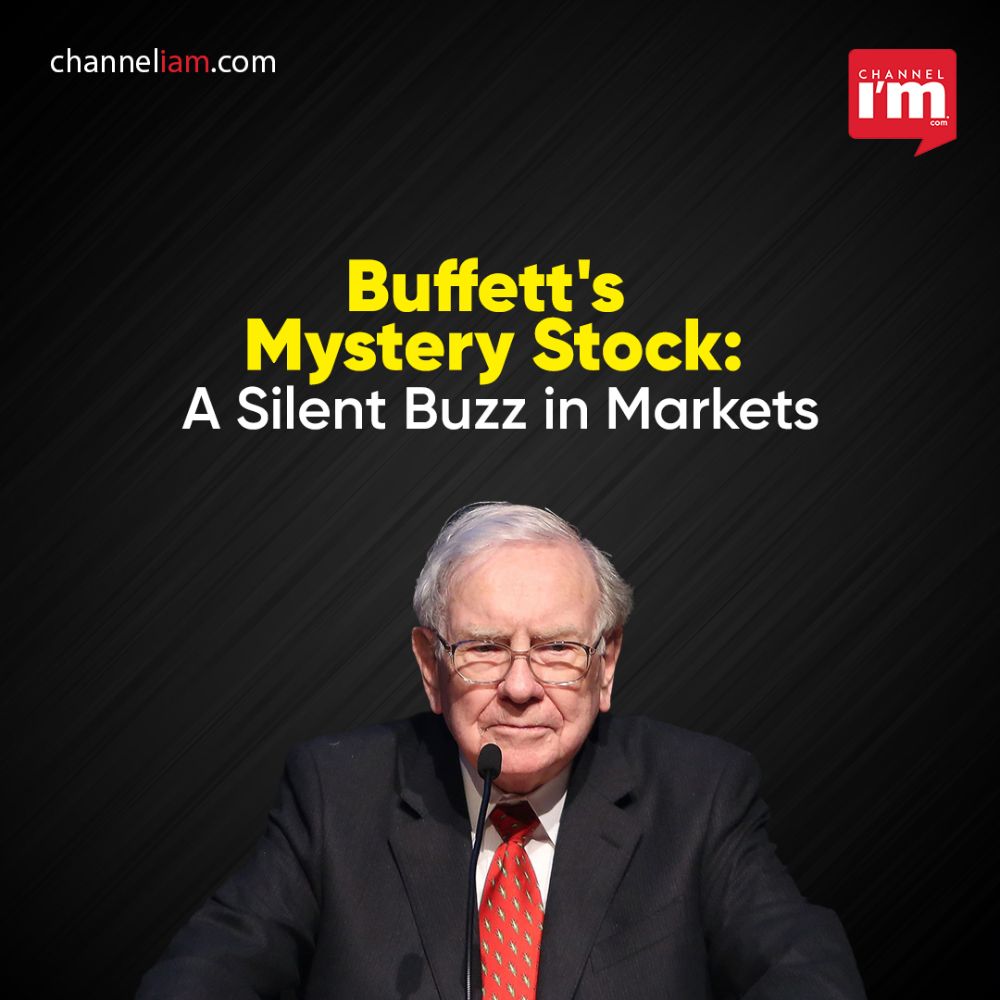 channeliam.com
CHANNEL
I'M
com
Buffett's
Mystery Stock:
A Silent Buzz in Markets